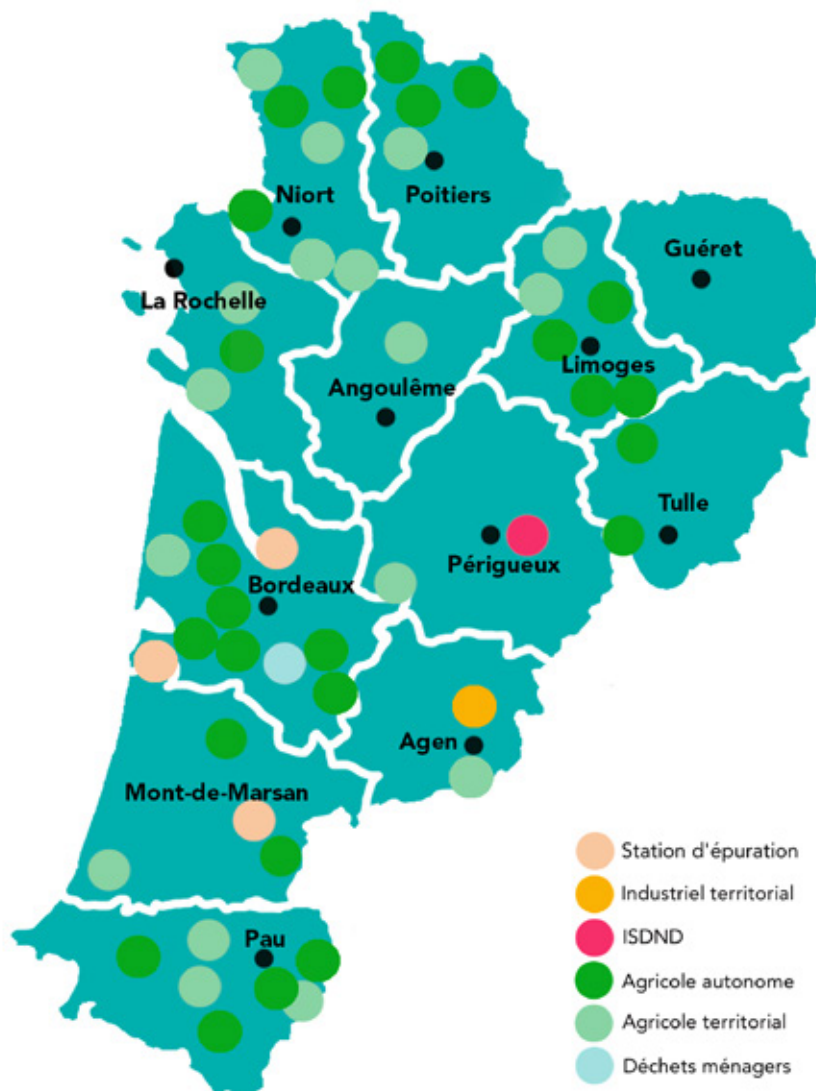 Niort
Poitiers
Guéret
La Rochelle
Limoges
Angoulême
Tulle
Périgueux
Bordeaux
Agen
Mont-de-Marsan
Pau
Station d'épuration
Industriel territorial
ISDND
Agricole autonome
Agricole territorial
Déchets ménagers